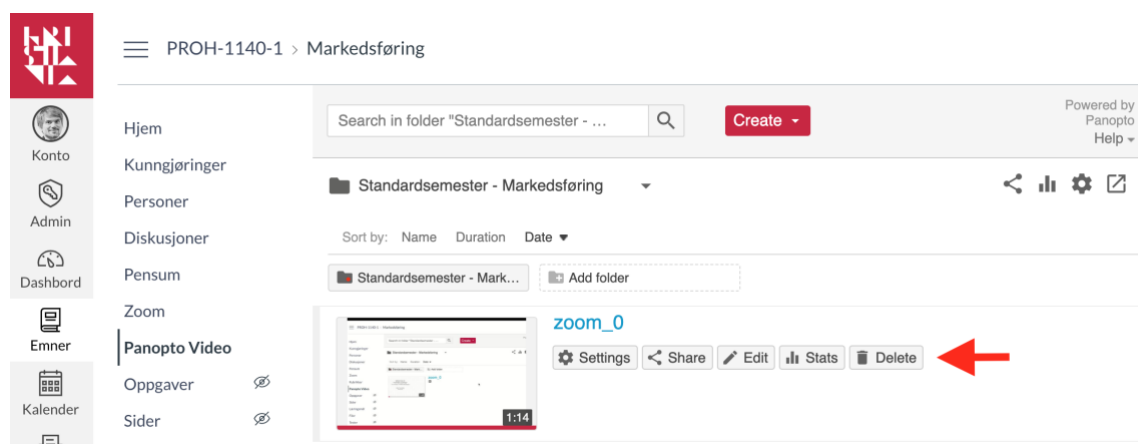 PROH-1140-1 > Markedsføring
Konto
Admin
Dashbord
Emner
Kalender
Hjem
Kunngjøringer
Personer
Diskusjoner
Pensum
Zoom
Panopto Video
Oppgaver
Sider
Search in folder "Standardsemester - ...
Create
Powered by
Panopto
Help
Standardsemester - Markedsføring
Sort by: Name Duration Date
Standardsemester - Mark...
Add folder
zoom_0
Settings Share Edit Stats Delete
1:14